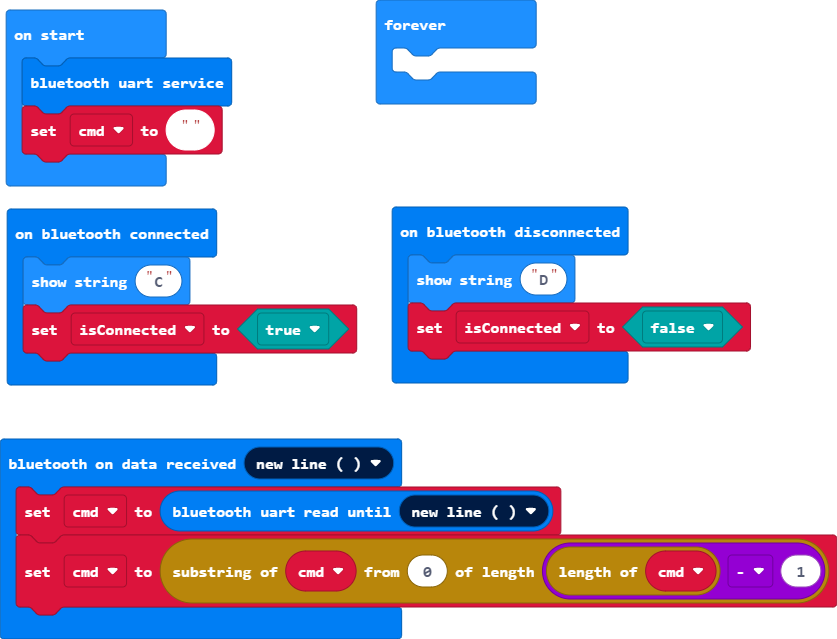 on start
bluetooth uart service
set cmd to " "
forever
on bluetooth connected
show string "C"
set isConnected to true
on bluetooth disconnected
show string "D"
set isConnected to false
bluetooth on data received new line ( )
set cmd to bluetooth uart read until new line ( )
set cmd to substring of cmd from 0 of length length of cmd - 1